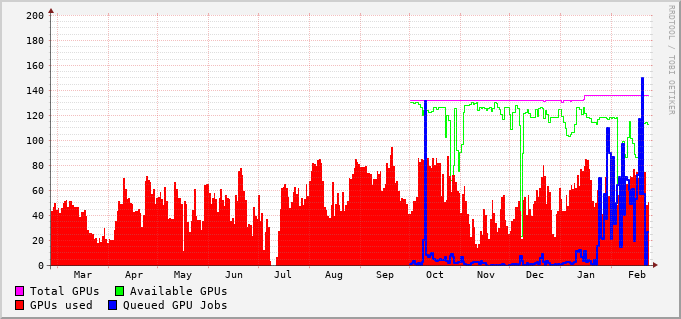 200
180
160
140
120
100
80
60
40
20
0
Mar Apr May Jun Jul Aug Sep Oct Nov Dec Jan Feb
Total GPUs Available GPUs
GPUs used Queued GPU Jobs
RRDTOOL / TOBI OETIKER